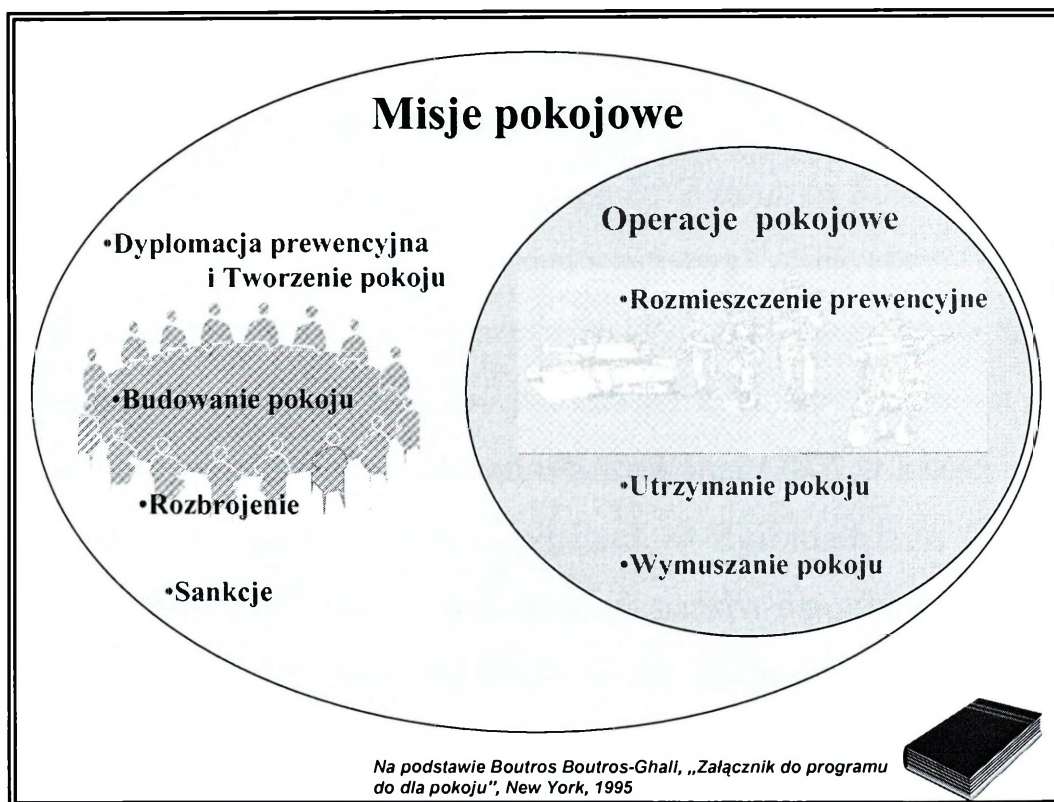 Misje pokojowe
•Dyplomacja prewencyjna
i Tworzenie pokoju
•Budowanie pokoju
•Rozbrojenie
•Sankcje
Operacje pokojowe
•Rozmieszczenie prewencyjne
•Utrzymanie pokoju
•Wymuszanie pokoju
Na podstawie Boutros Boutros-Ghali, „Załącznik do programu
do dla pokoju”, New York, 1995